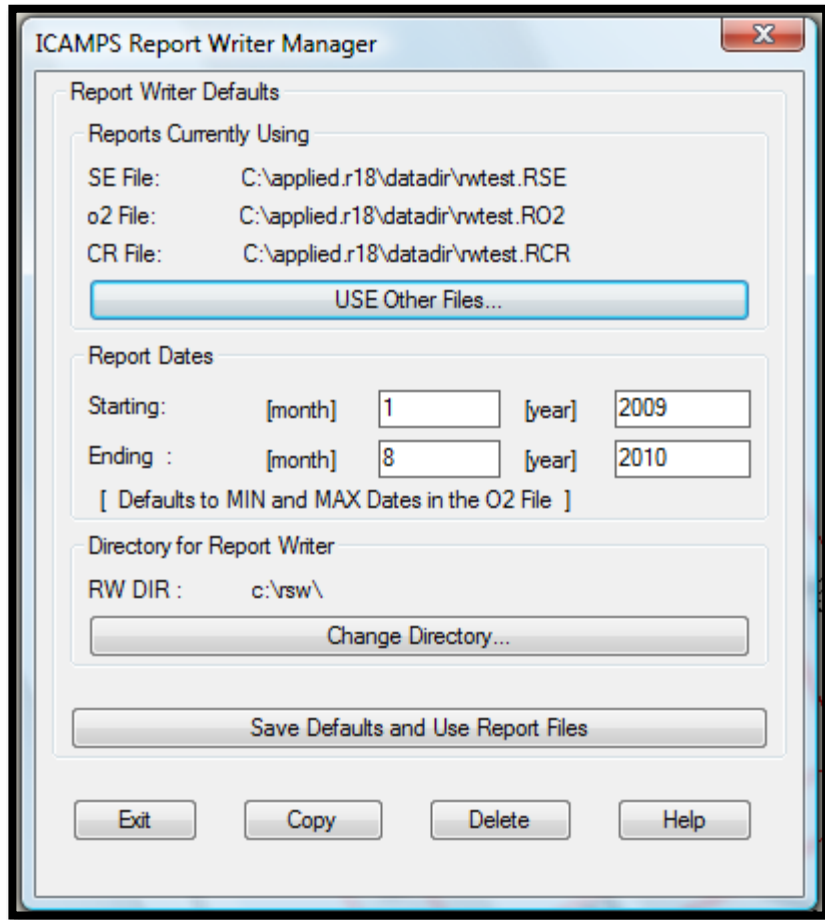 ICAMPS Report Writer Manager
Report Writer Defaults
Reports Currently Using
SE File: C:\applied.r18\datadir\rwtest.RSE
o2 File: C:\applied.r18\datadir\rwtest.RO2
CR File: C:\applied.r18\datadir\rwtest.RCR
USE Other Files...
Report Dates
Starting: [month] 1 [year] 2009
Ending : [month] 8 [year] 2010
[ Defaults to MIN and MAX Dates in the O2 File ]
Directory for Report Writer
RW DIR : c:\rsw\
Change Directory...
Save Defaults and Use Report Files
Exit Copy Delete Help